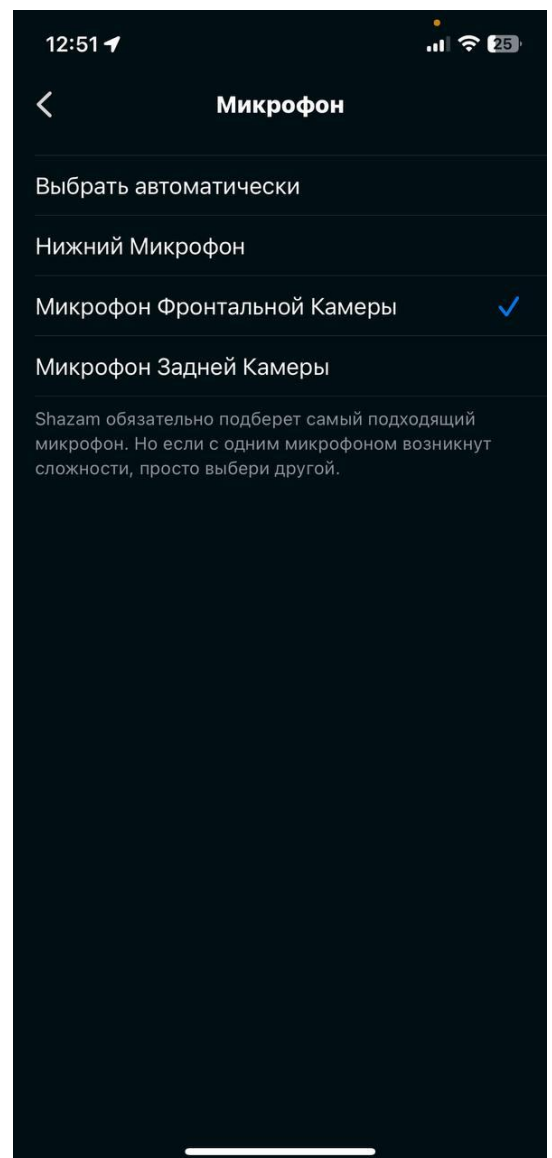 12:51
25
Микрофон
Выбрать автоматически
Нижний Микрофон
Микрофон Фронтальной Камеры
Микрофон Задней Камеры
Shazam обязательно подберет самый подходящий
микрофон. Но если с одним микрофоном возникнут
сложности, просто выбери другой.